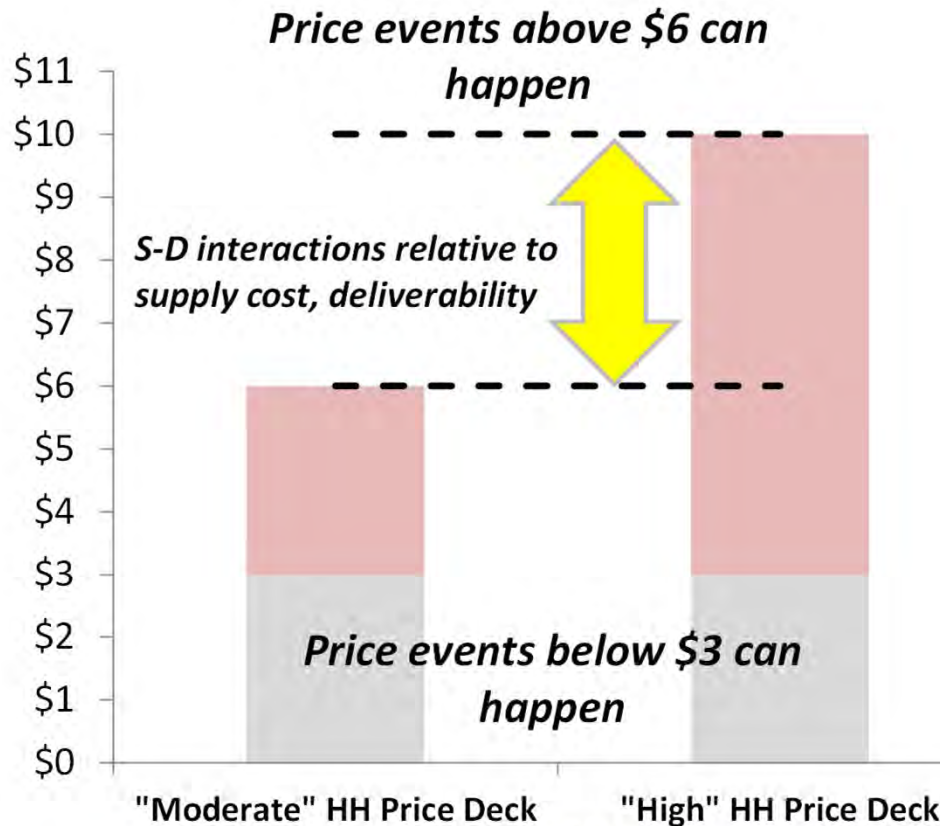 Price events above $6 can
happen
$11
$10
$9
$8
$7
$6
$5
$4
$3
$2
$1
$0
S-D interactions relative to
supply cost, deliverability
Price events below $3 can
happen
"Moderate" HH Price Deck
"High" HH Price Deck